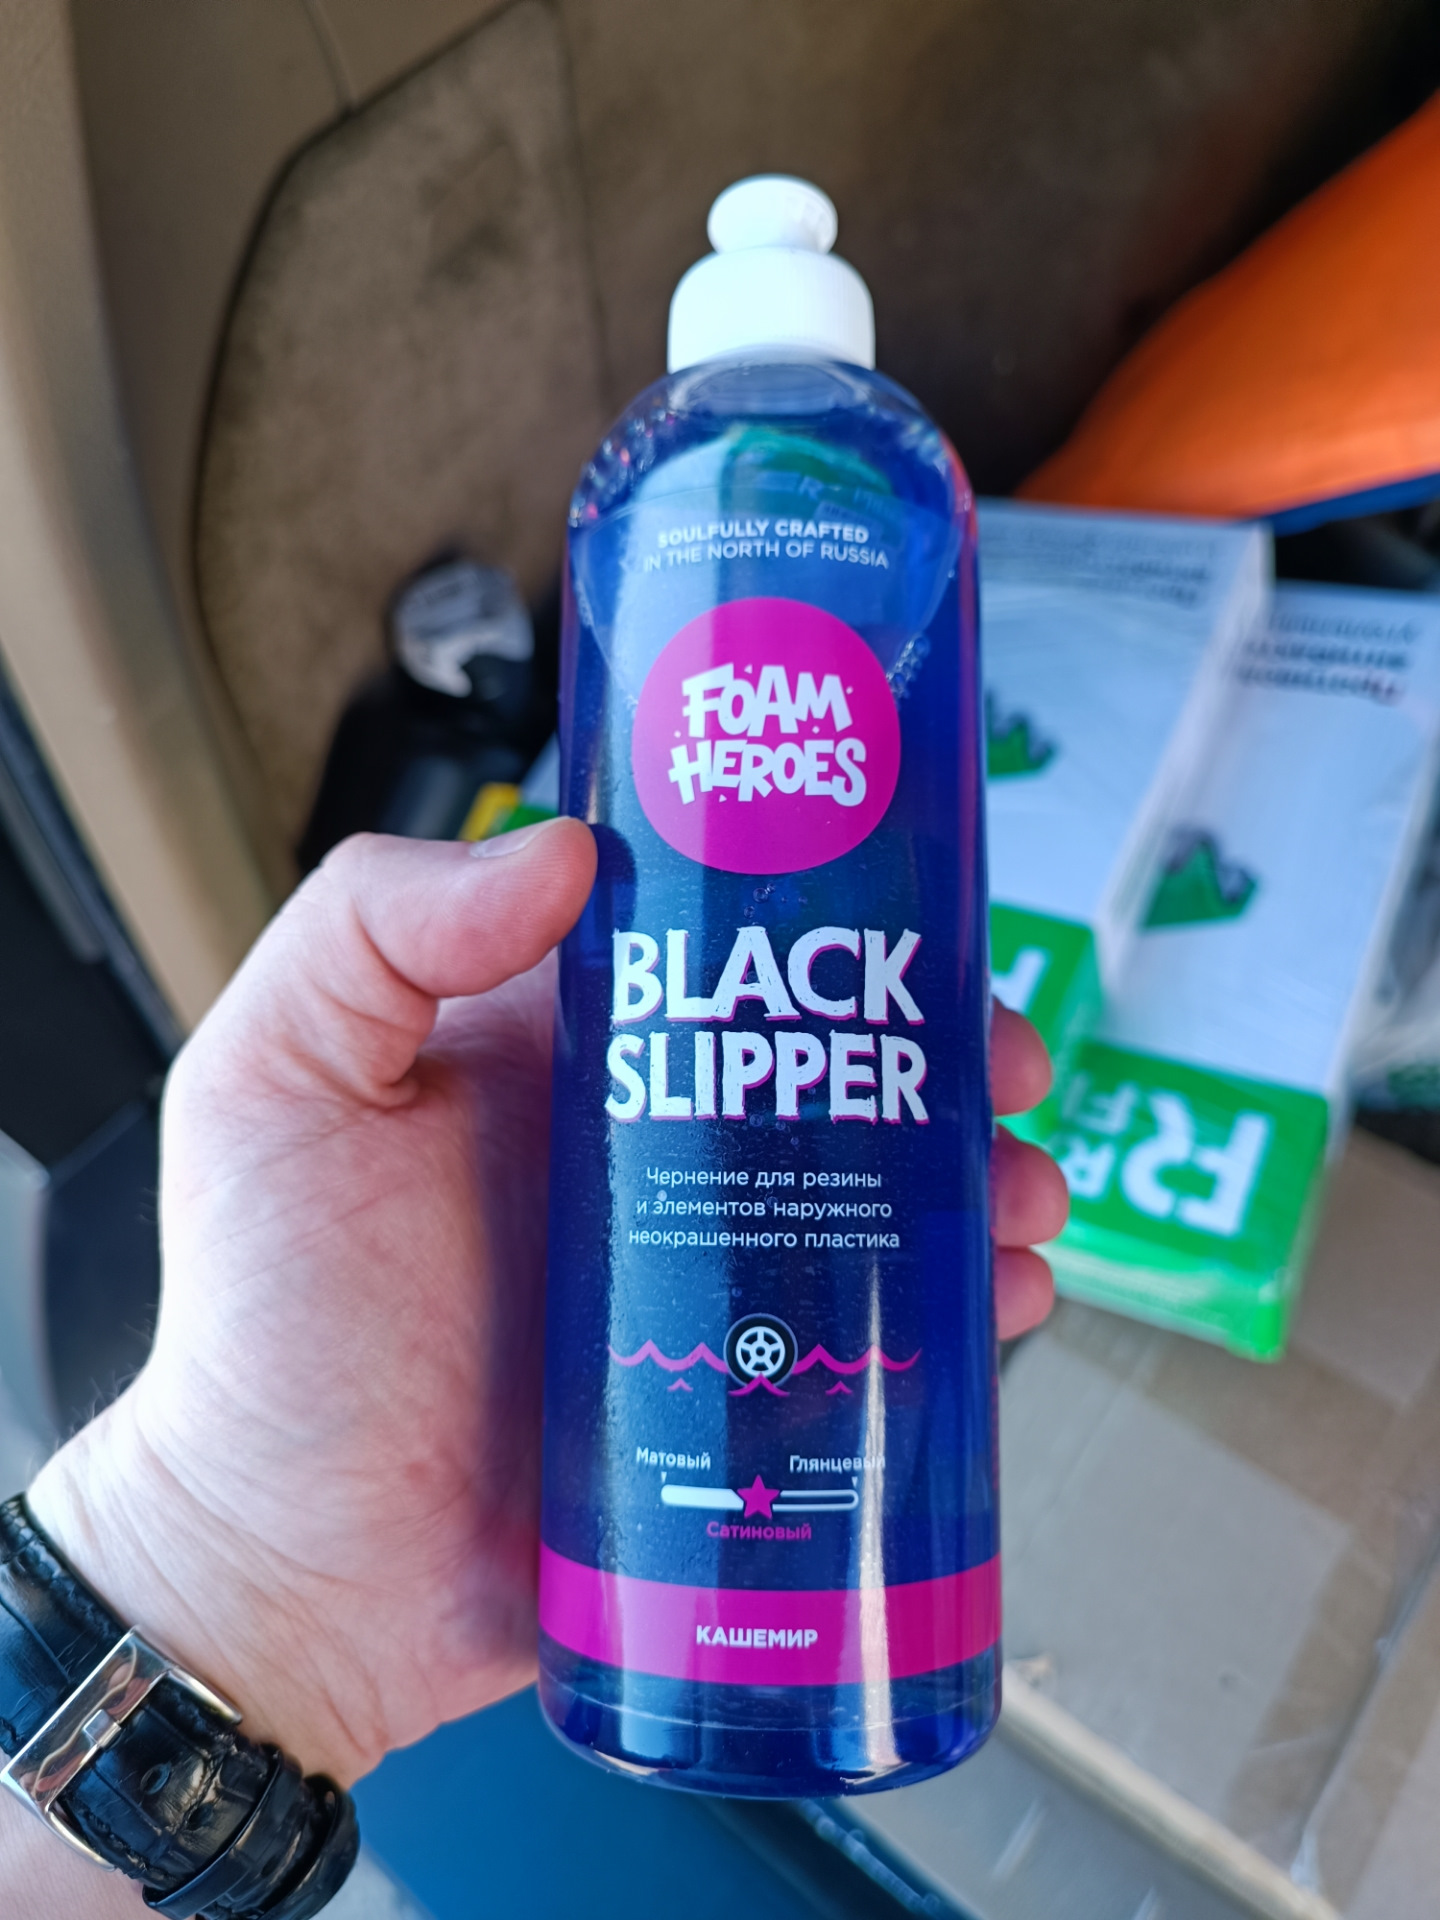 SOULFULLY CRAFTED
IN THE NORTH OF RUSSIA
FOAM
HEROES
BLACK
SLIPPER
Чернение для резины
и элементов наружного
неокрашенного пластика
Матовый Глянцевый
Сатиновый
КАШЕМИР